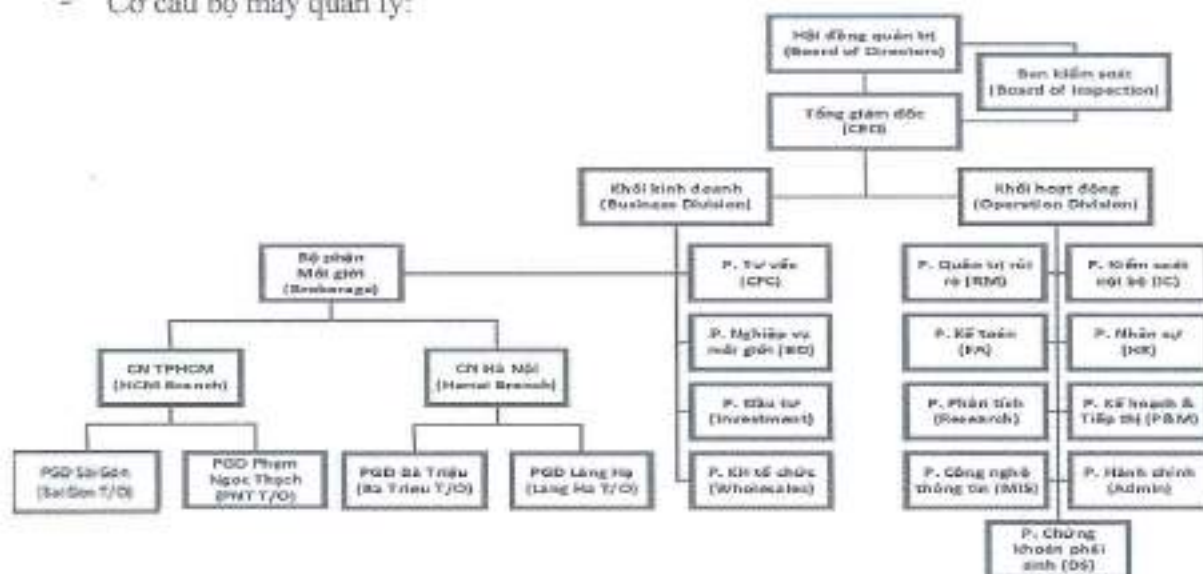 - Cơ cấu bộ máy quản lý:
Hội đồng quản trị
(Board of Directors)
Ban kiểm soát
(Board of Inspection)
Tổng giám đốc
(CEO)
Khối kinh doanh
(Business Division)
Khối hoạt động
(Operation Division)
Bộ phận
Môi giới
(Brokerage)
P. Tư vấn
(CFC)
P. Quản trị rủi
ro (RM)
P. Kiểm soát
nội bộ (IC)
P. Nghiệp vụ
môi giới (BO)
P. Kế toán
(FA)
P. Nhân sự
(HR)
CN TPHCM
(HCM Branch)
CN Hà Nội
(Hanoi Branch)
P. Đầu tư
(Investment)
P. Phân tích
(Research)
P. Kế hoạch &
Tiếp thị (P&M)
PGD Sài Gòn
(Sai Gon T/O)
PGD Phạm
Ngọc Thạch
(PNT T/O)
PGD Bà Triệu
(Ba Trieu T/O)
PGD Láng Hạ
(Lang Ha T/O)
P. KH tổ chức
(Wholesales)
P. Công nghệ
thông tin (MIS)
P. Hành chính
(Admin)
P. Chứng
khoán phái
sinh (DS)